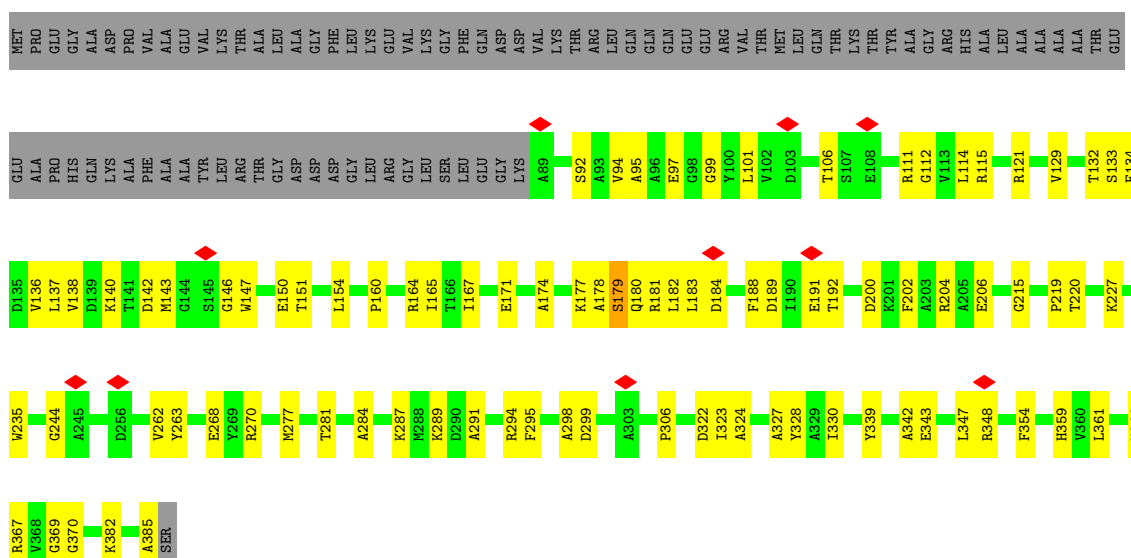 MET PRO GLU GLY ALA ASP PRO VAL ALA GLU VAL LYS THR ALA LEU ALA GLY PHE LEU LYS GLU VAL LYS GLY PHE GLN ASP ASP VAL LYS THR ARG LEU GLN GLN GLN GLU GLU ARG VAL THR MET LEU GLN THR LYS THR TYR ALA GLY ARG HIS ALA LEU ALA ALA ALA ALA THR GLU
GLU ALA PRO HIS GLN LYS ALA PHE ALA ALA TYR LEU ARG THR GLY ASP ASP ASP GLY LEU ARG GLY LEU SER LEU GLU GLY LYS A89 S92 A93 V94 A95 A96 E97 G98 G99 Y100 L101 V102 D103 T106 S107 E108 R111 G112 V113 L114 R115 R121 V129 T132 S133
D135 V136 L137 V138 D139 K140 T141 D142 M143 G144 S145 G146 W147 E150 T151 L154 P160 R164 I165 T166 I167 E171 A174 K177 A178 S179 Q180 R181 L182 L183 D184 F188 D189 I190 E191 T192 D200 K201 F202 A203 R204 A205 E206 G215 P219 T220 K227
W235 G244 A245 D256 V262 Y263 E268 Y269 R270 M277 T281 A284 K287 M288 K289 D290 A291 R294 F295 A298 D299 A303 P306 D322 I323 A324 A327 Y328 A329 I330 Y339 A342 E343 L347 R348 F354 H359 V360 L361
R367 V368 G369 G370 K382 A385 SER